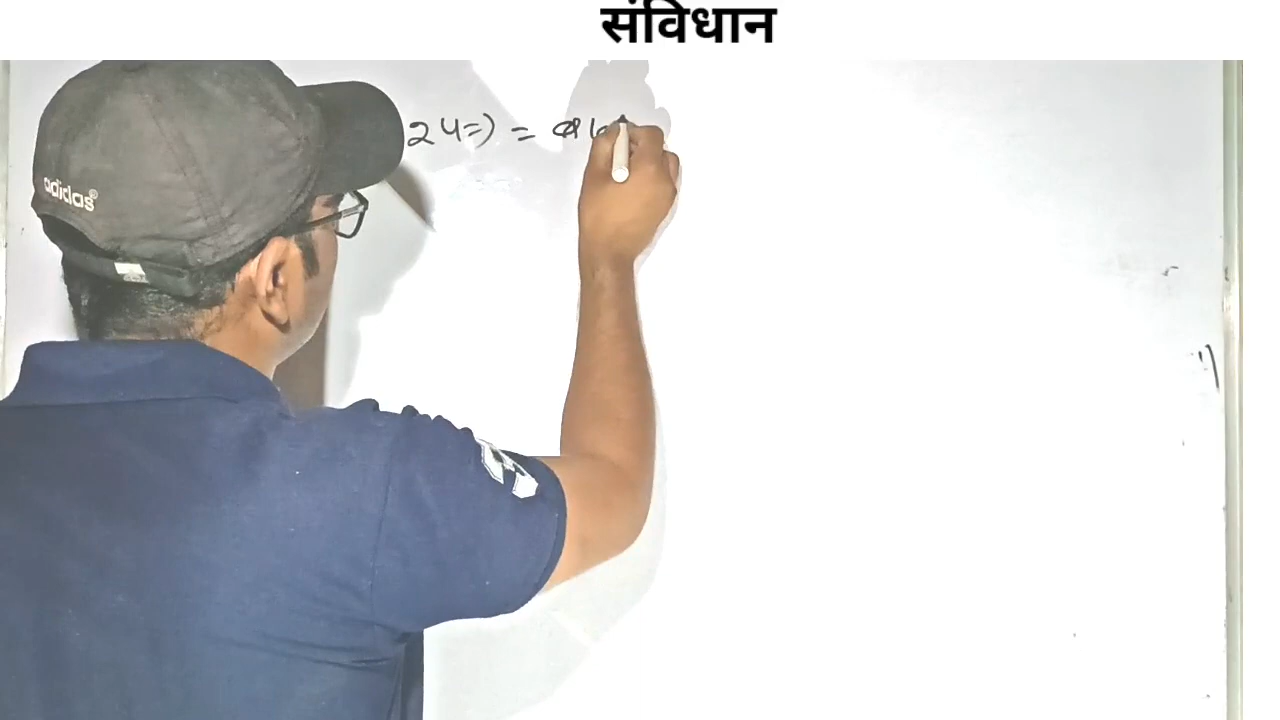 संविधान
adidas
24=) =